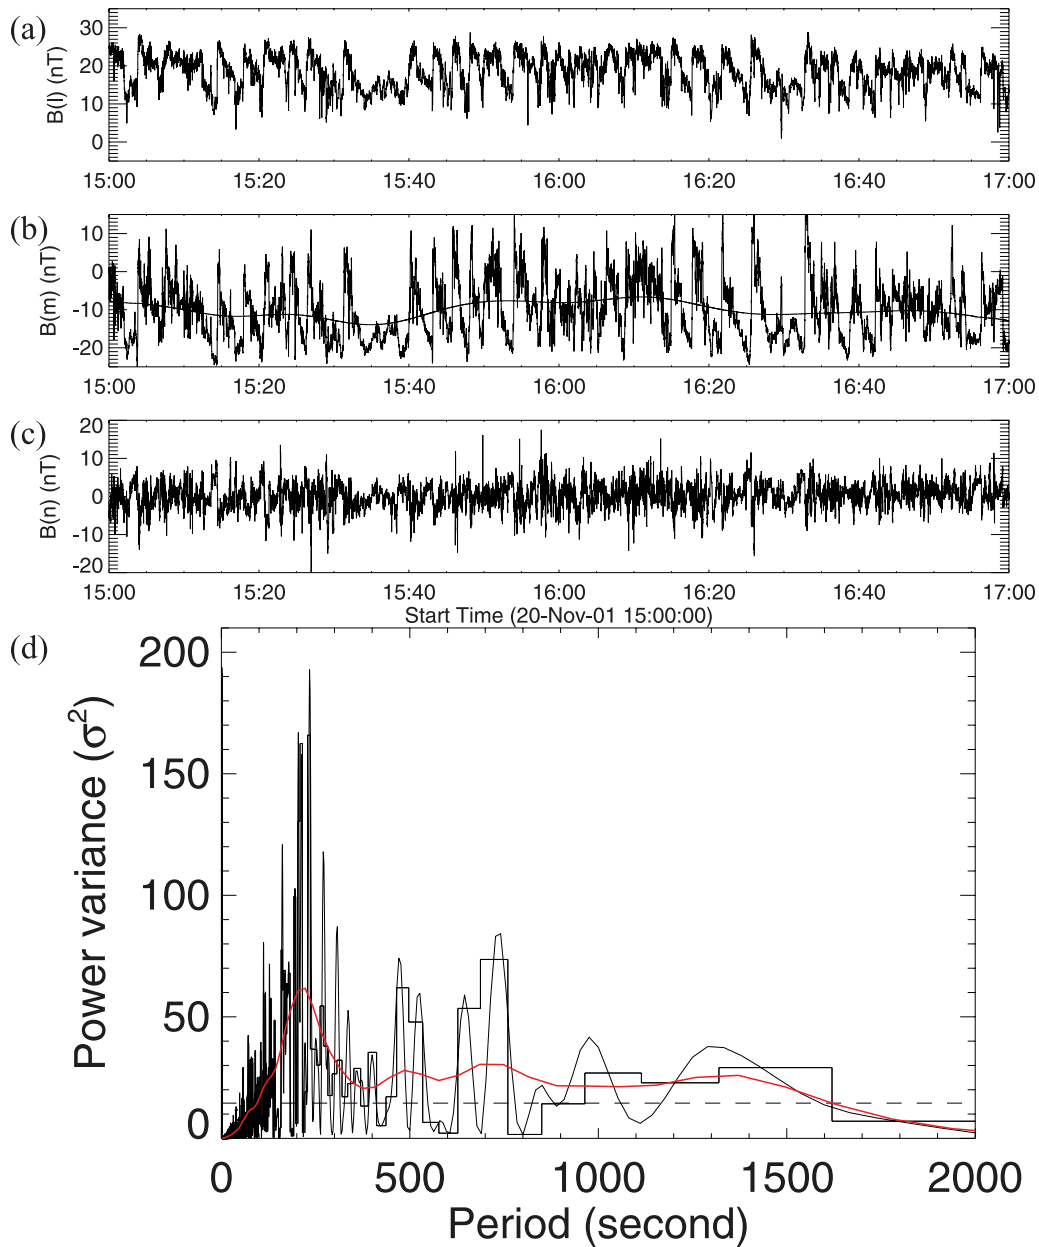 (a)
B(l) (nT)
30
20
10
0
15:00 15:20 15:40 16:00 16:20 16:40 17:00
(b)
B(m) (nT)
10
0
-10
-20
15:00 15:20 15:40 16:00 16:20 16:40 17:00
(c)
B(n) (nT)
20
10
0
-10
-20
15:00 15:20 15:40 16:00 16:20 16:40 17:00
Start Time (20-Nov-01 15:00:00)
(d)
Power variance (σ²)
200
150
100
50
0
0 500 1000 1500 2000
Period (second)